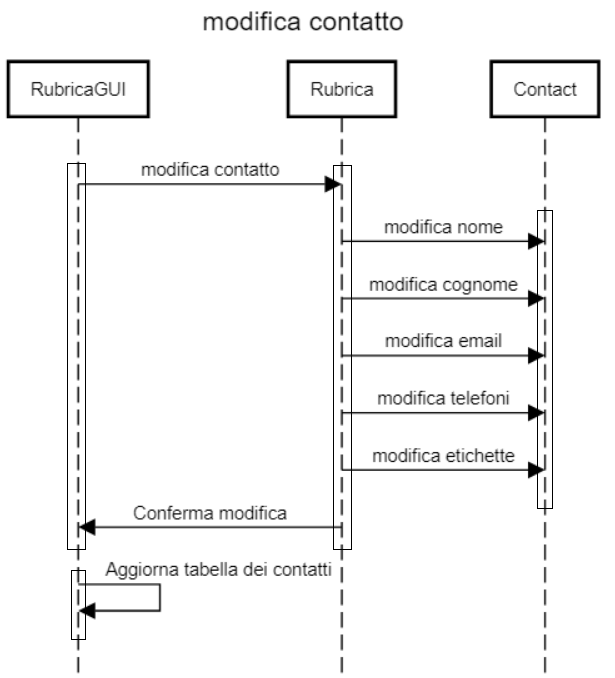 modifica contatto
RubricaGUI
Rubrica
Contact
modifica contatto
modifica nome
modifica cognome
modifica email
modifica telefoni
modifica etichette
Conferma modifica
Aggiorna tabella dei contatti